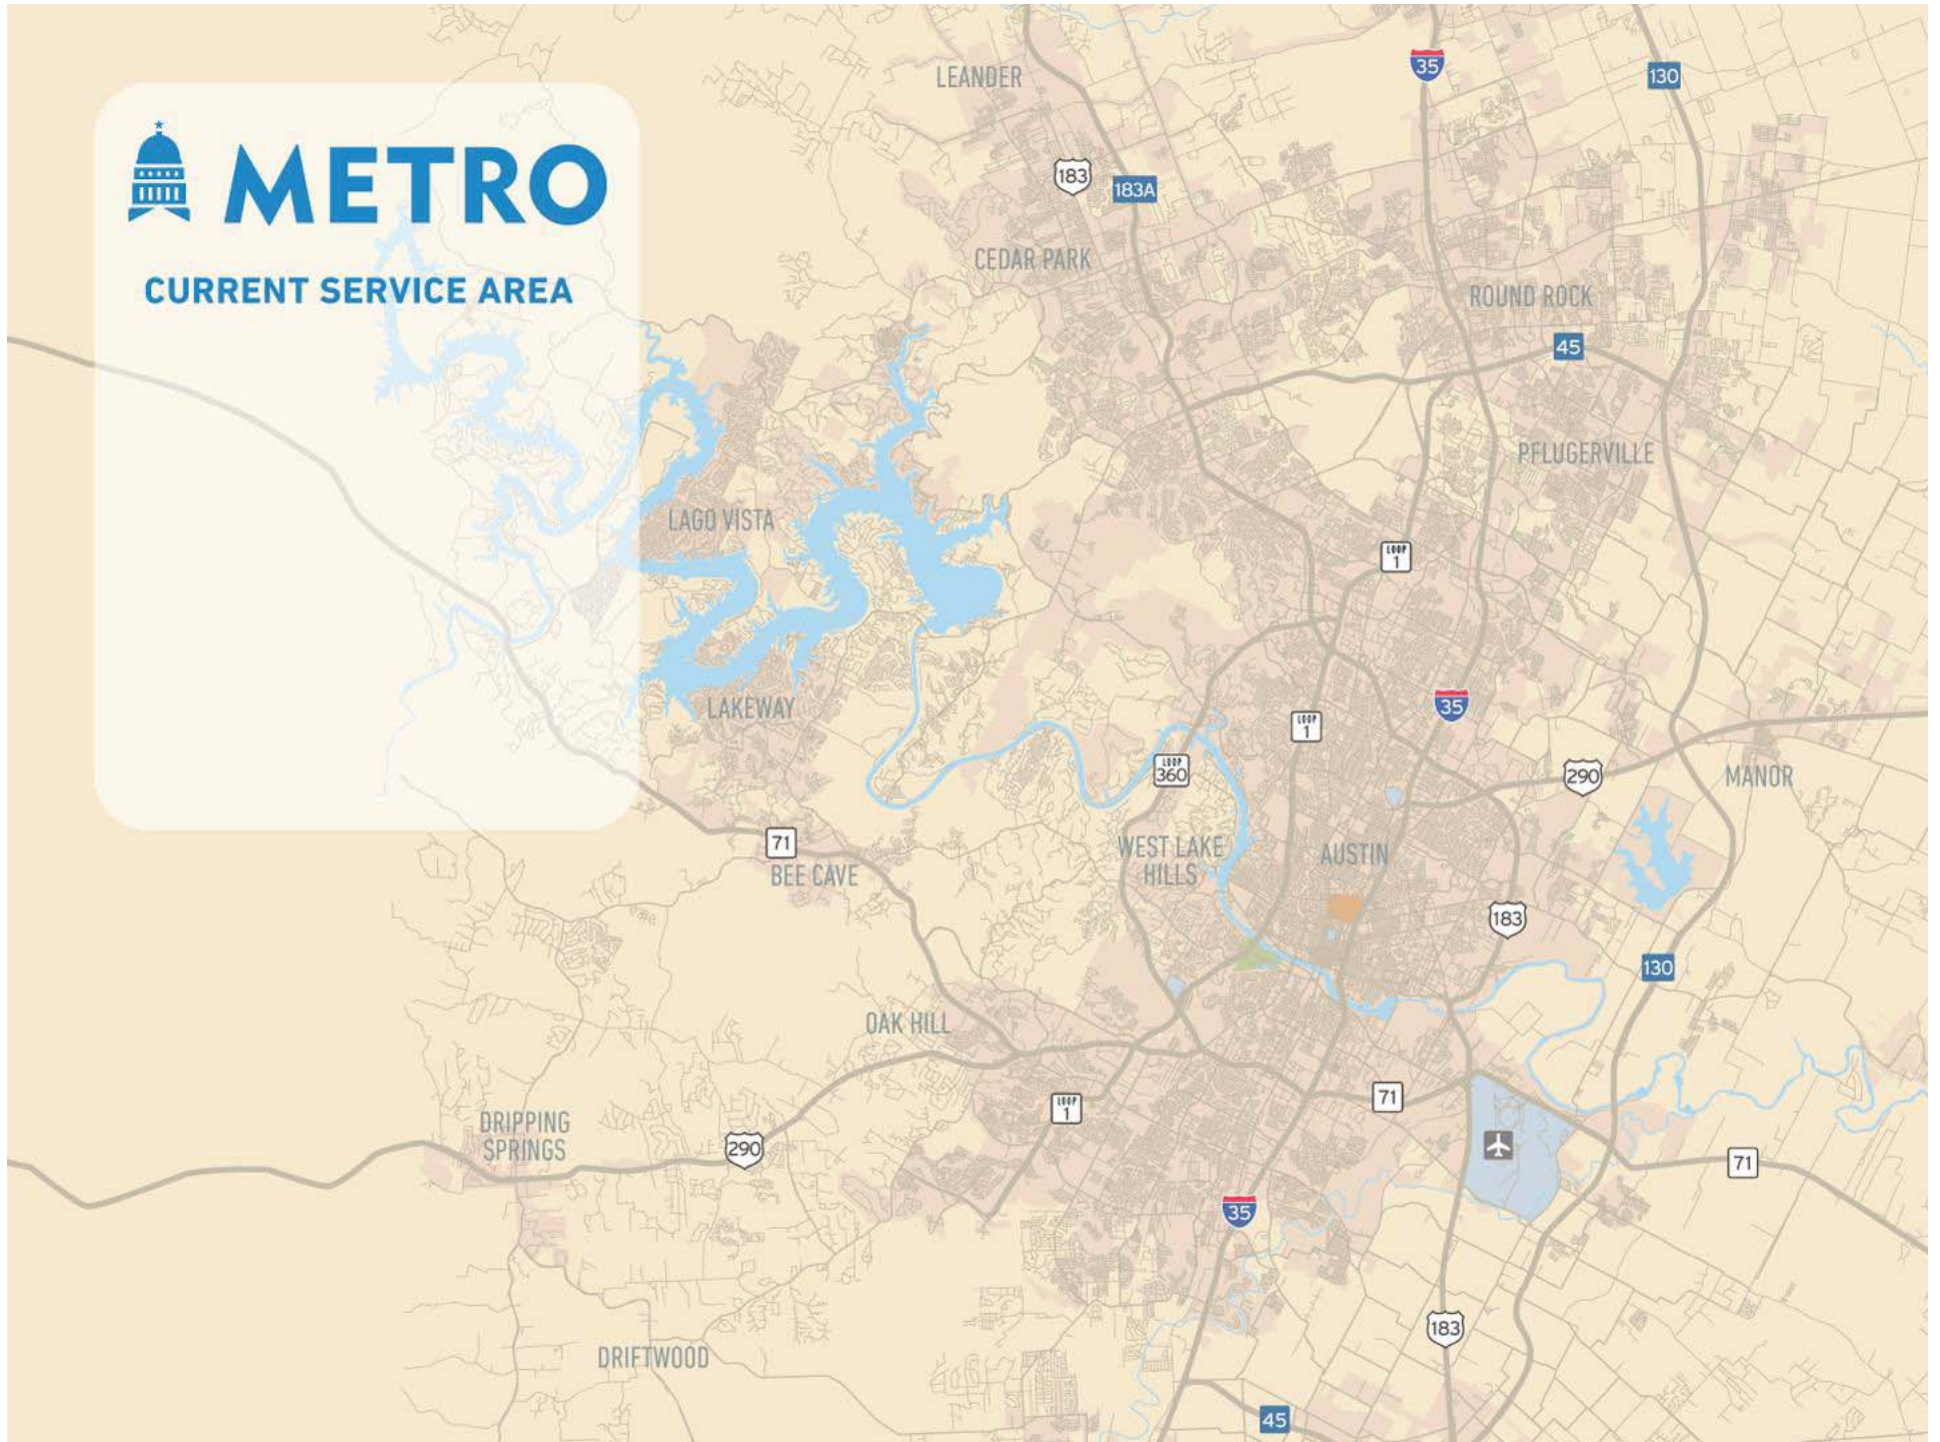 METRO
CURRENT SERVICE AREA
LEANDER
35
130
183
183A
CEDAR PARK
ROUND ROCK
45
PFLUGERVILLE
LAGO VISTA
LOOP
1
LAKEWAY
35
LOOP
1
LOOP
360
290
MANOR
71
BEE CAVE
WEST LAKE
HILLS
AUSTIN
183
130
OAK HILL
LOOP
1
71
DRIPPING
SPRINGS
290
71
35
183
DRIFTWOOD
45